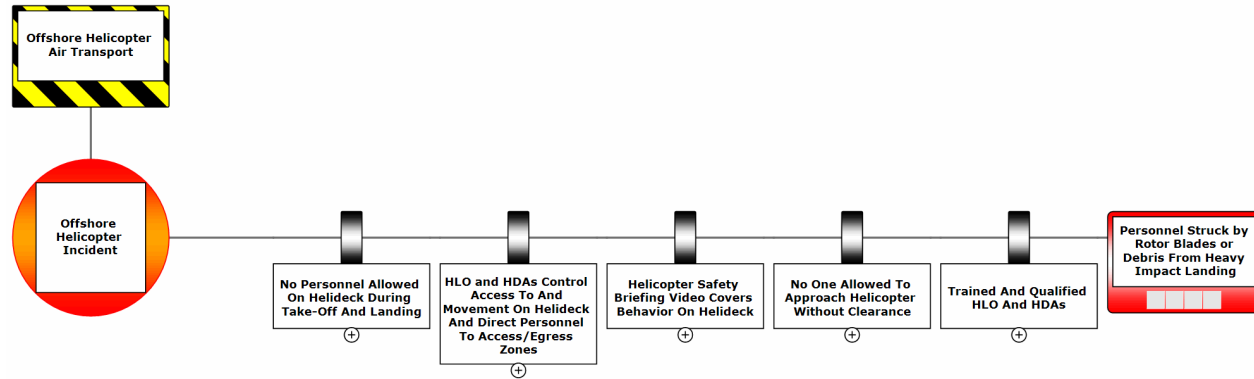 Offshore Helicopter
Air Transport
Offshore
Helicopter
Incident
No Personnel Allowed
On Helideck During
Take-Off And Landing
HLO and HDAs Control
Access To And
Movement On Helideck
And Direct Personnel
To Access/Egress
Zones
Helicopter Safety
Briefing Video Covers
Behavior On Helideck
No One Allowed To
Approach Helicopter
Without Clearance
Trained And Qualified
HLO And HDAs
Personnel Struck by
Rotor Blades or
Debris From Heavy
Impact Landing